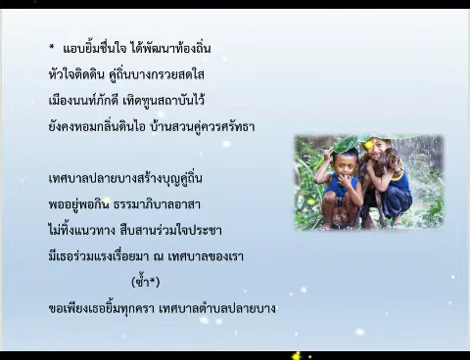 * แอบยิ้มชื่นใจ ได้พัฒนาท้องถิ่น
หัวใจติดดิน คู่ถิ่นบางกรวยสดใส
เมืองนนท์ภักดี เทิดทูนสถาบันไว้
ยังคงหอมกลิ่นดินไอ บ้านสวนคู่ควรศรัทธา
เทศบาลปลายบางสร้างบุญคู่ถิ่น
พออยู่พอกิน ธรรมาภิบาลอาสา
ไม่ทิ้งแนวทาง สืบสานร่วมใจประชา
มีเธอร่วมแรงเรื่อยมา ณ เทศบาลของเรา
(ซ้ำ*)
ขอเพียงเธอยิ้มทุกครา เทศบาลตำบลปลายบาง